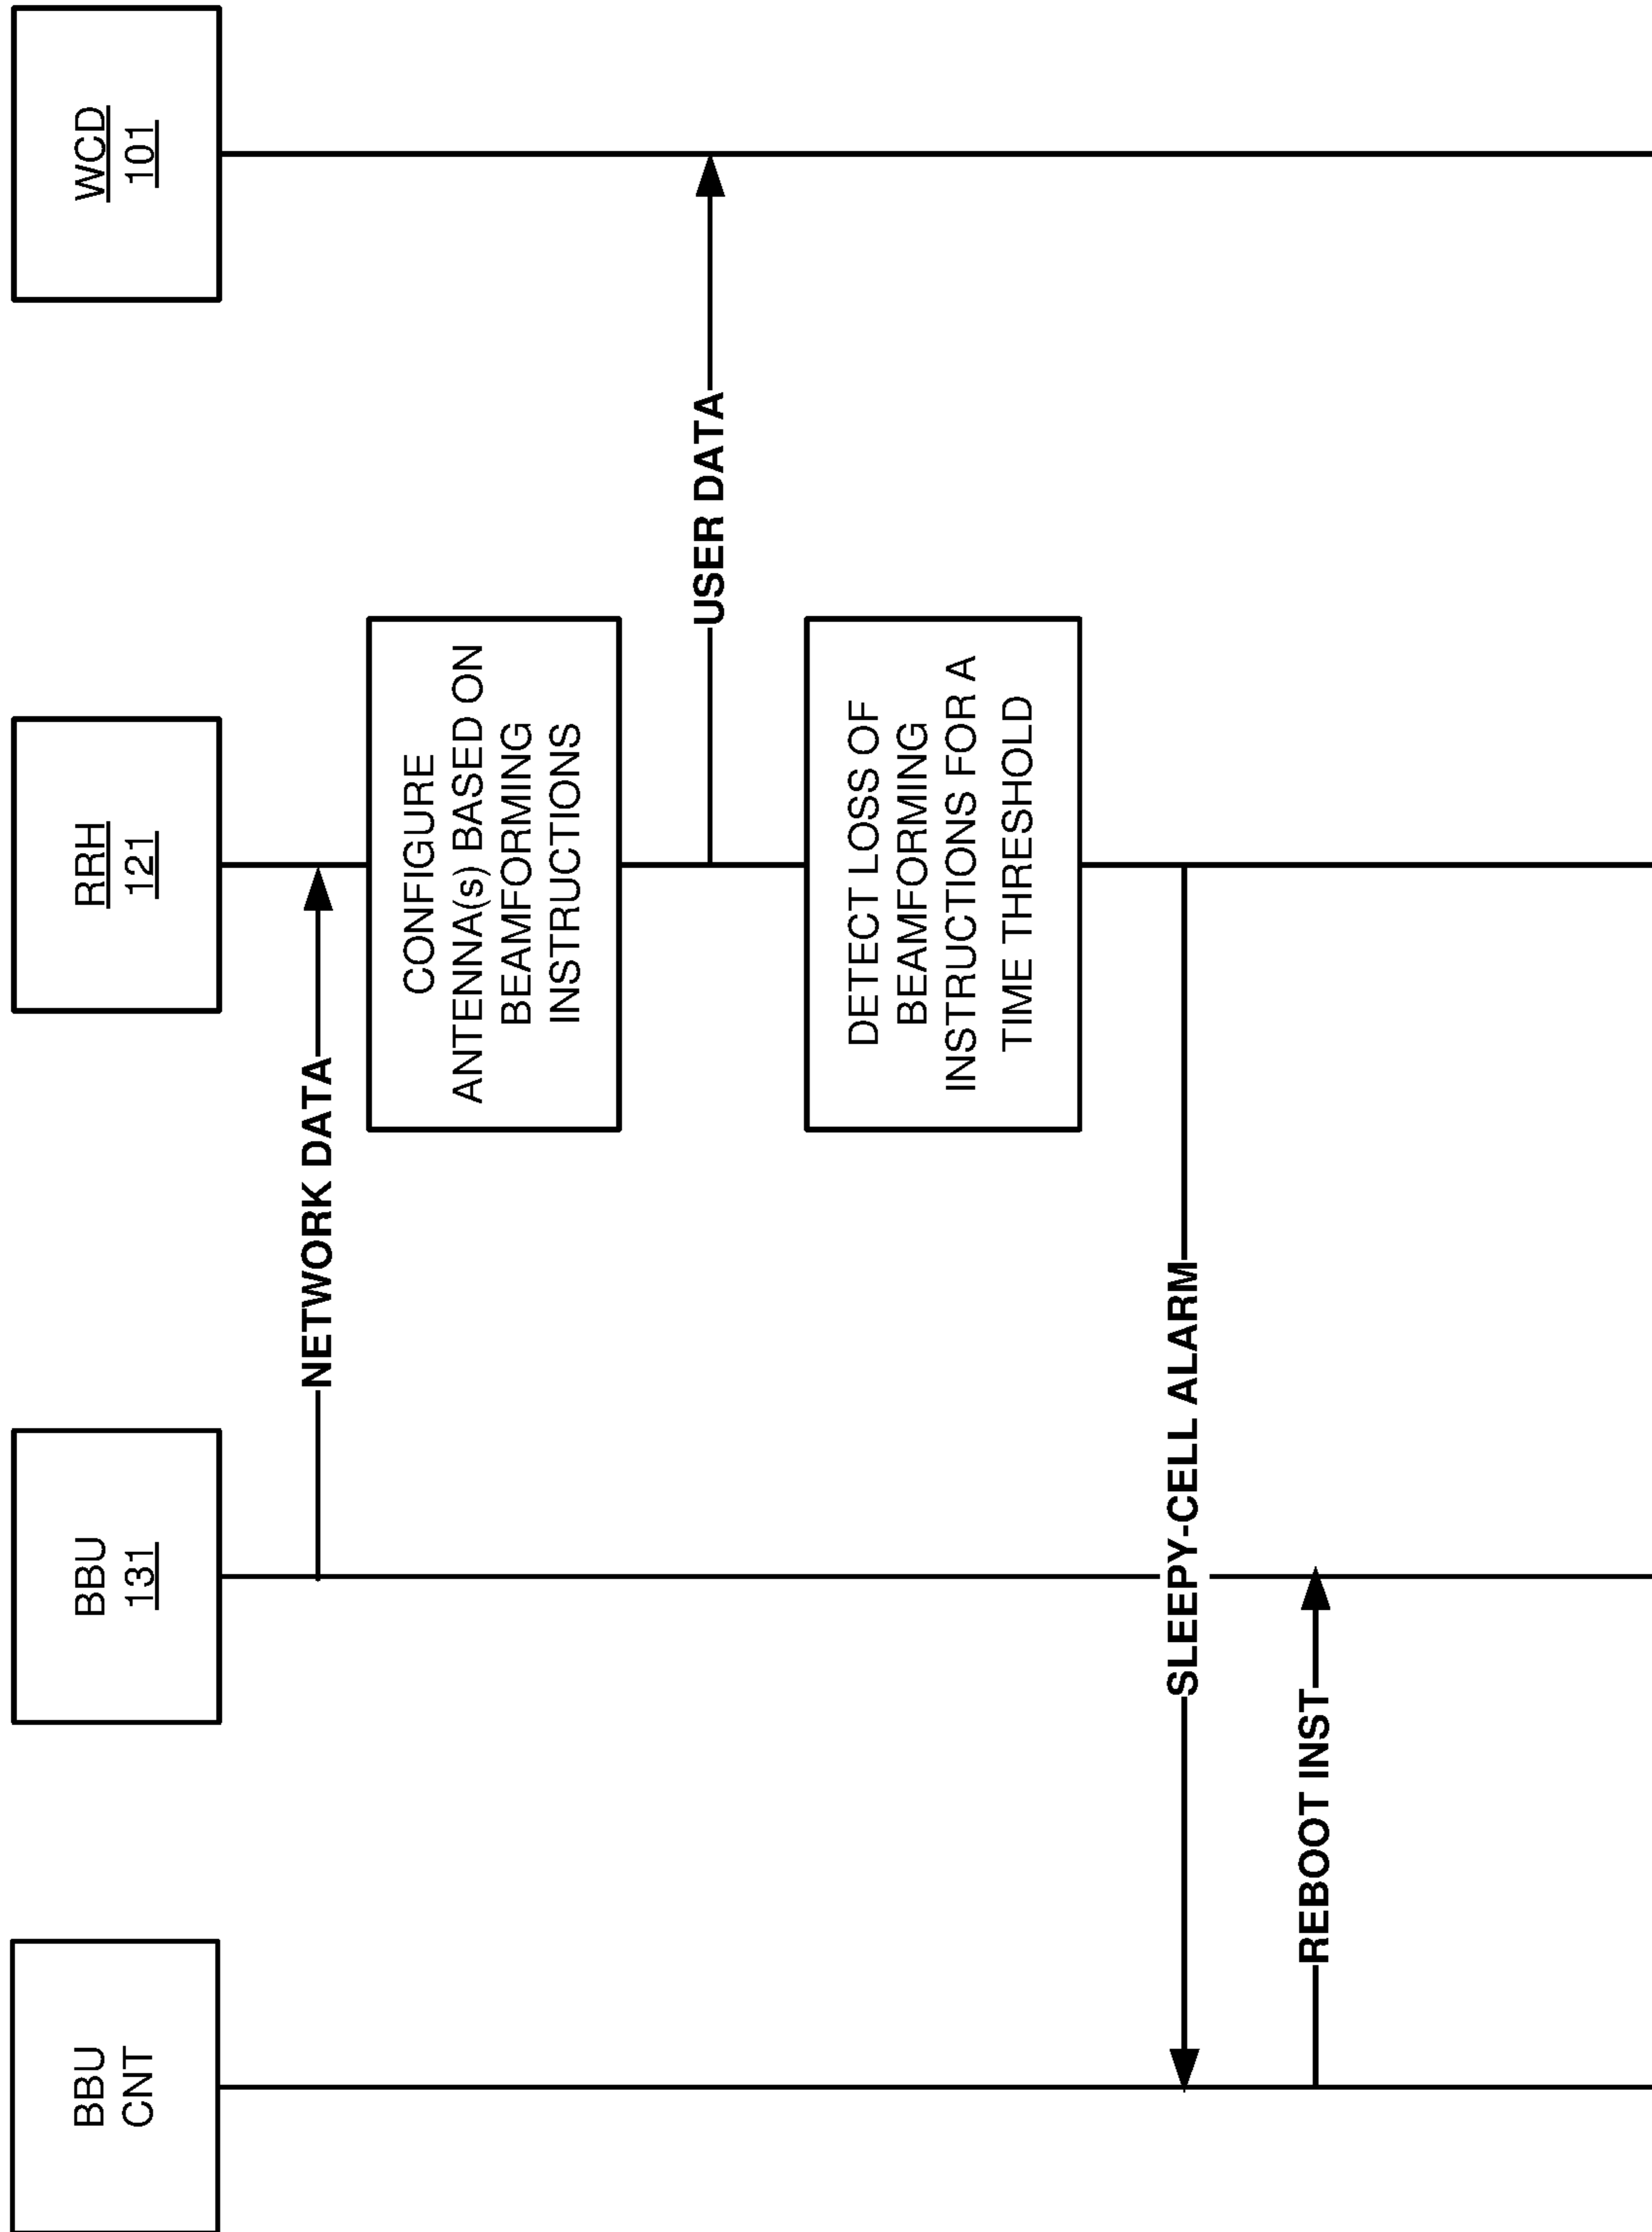 BBU
CNT
BBU
131
RRH
121
WCD
101
NETWORK DATA
CONFIGURE
ANTENNA(s) BASED ON
BEAMFORMING
INSTRUCTIONS
USER DATA
DETECT LOSS OF
BEAMFORMING
INSTRUCTIONS FOR A
TIME THRESHOLD
SLEEPY-CELL ALARM
REBOOT INST